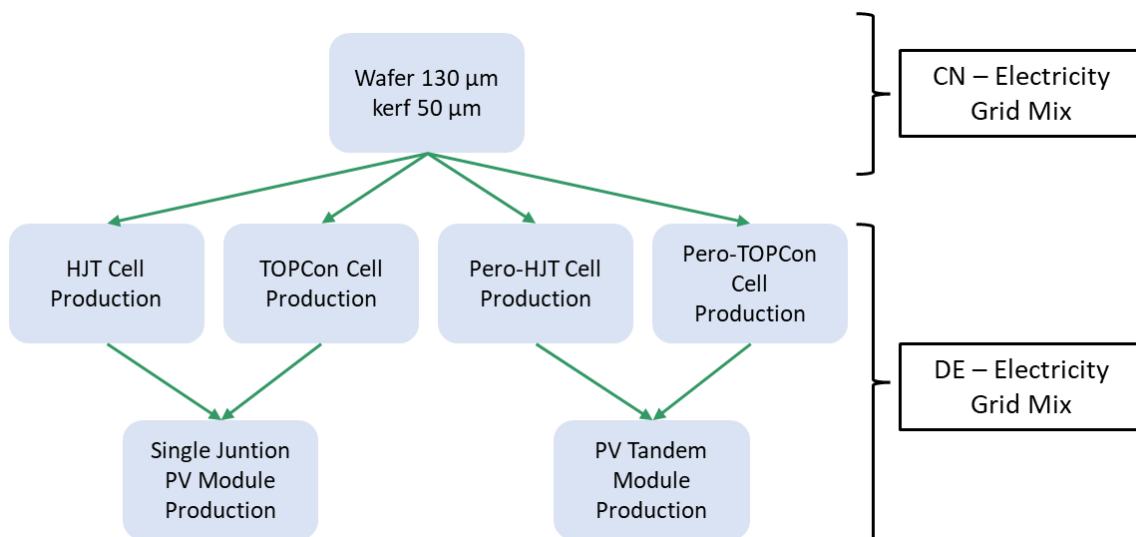 Wafer 130 µm
kerf 50 µm
CN – Electricity
Grid Mix
HJT Cell
Production
TOPCon Cell
Production
Pero-HJT Cell
Production
Pero-TOPCon
Cell
Production
DE – Electricity
Grid Mix
Single Juntion
PV Module
Production
PV Tandem
Module
Production